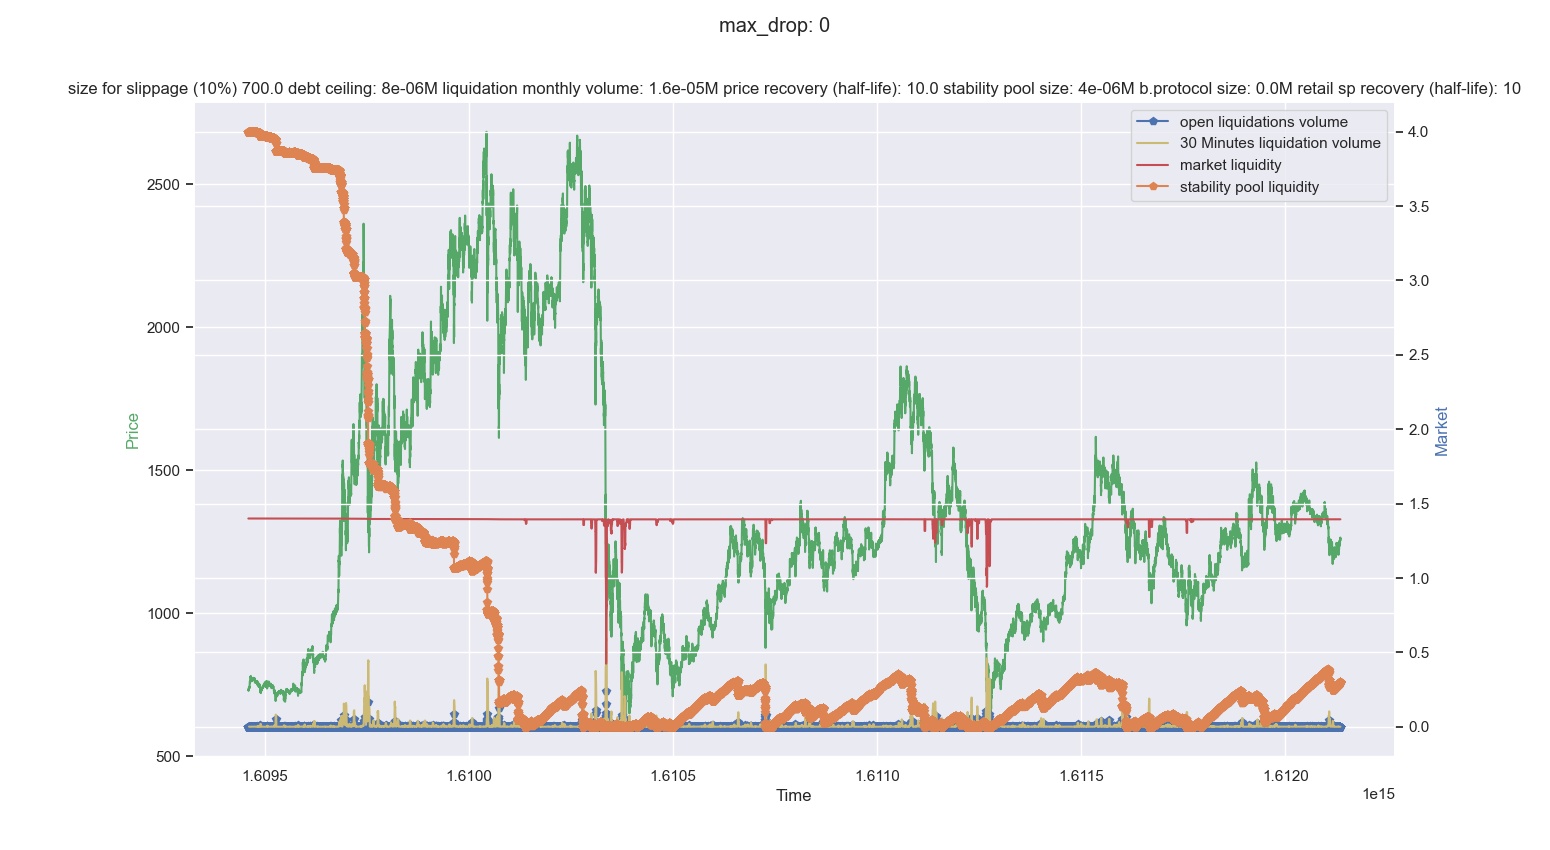 max_drop: 0
size for slippage (10%) 700.0 debt ceiling: 8e-06M liquidation monthly volume: 1.6e-05M price recovery (half-life): 10.0 stability pool size: 4e-06M b.protocol size: 0.0M retail sp recovery (half-life): 10
open liquidations volume
30 Minutes liquidation volume
market liquidity
stability pool liquidity
Price
2500
2000
1500
1000
500
4.0
3.5
3.0
2.5
2.0
1.5
1.0
0.5
0.0
Market
1.6095 1.6100 1.6105 1.6110 1.6115 1.6120
Time
1e15